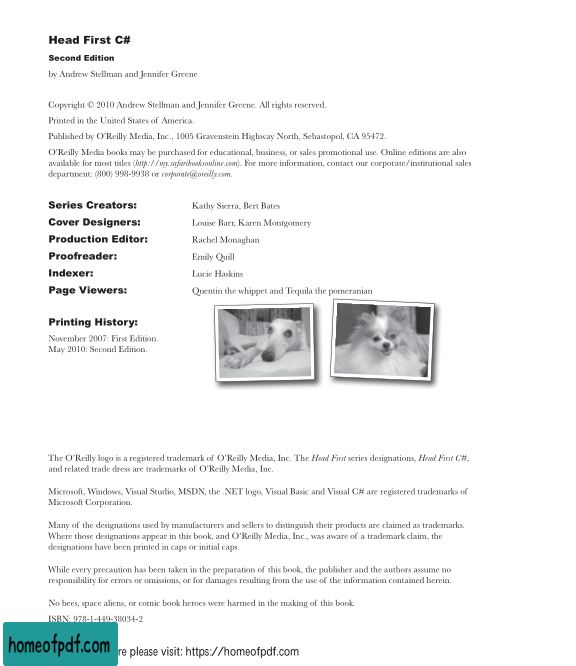 Head First C#
Second Edition
by Andrew Stellman and Jennifer Greene
Copyright © 2010 Andrew Stellman and Jennifer Greene. All rights reserved.
Printed in the United States of America.
Published by O’Reilly Media, Inc., 1005 Gravenstein Highway North, Sebastopol, CA 95472.
O’Reilly Media books may be purchased for educational, business, or sales promotional use. Online editions are also
available for most titles (http://my.safaribooksonline.com). For more information, contact our corporate/institutional sales
department: (800) 998-9938 or corporate@oreilly.com.
Series Creators: Kathy Sierra, Bert Bates
Cover Designers: Louise Barr, Karen Montgomery
Production Editor: Rachel Monaghan
Proofreader: Emily Quill
Indexer: Lucie Haskins
Page Viewers: Quentin the whippet and Tequila the pomeranian
Printing History:
November 2007: First Edition.
May 2010: Second Edition.
The O’Reilly logo is a registered trademark of O’Reilly Media, Inc. The Head First series designations, Head First C#,
and related trade dress are trademarks of O’Reilly Media, Inc.
Microsoft, Windows, Visual Studio, MSDN, the .NET logo, Visual Basic and Visual C# are registered trademarks of
Microsoft Corporation.
Many of the designations used by manufacturers and sellers to distinguish their products are claimed as trademarks.
Where those designations appear in this book, and O’Reilly Media, Inc., was aware of a trademark claim, the
designations have been printed in caps or initial caps.
While every precaution has been taken in the preparation of this book, the publisher and the authors assume no
responsibility for errors or omissions, or for damages resulting from the use of the information contained herein.
No bees, space aliens, or comic book heroes were harmed in the making of this book.
ISBN: 978-1-449-38034-2
homeofpdf.com
re please visit: https://homeofpdf.com